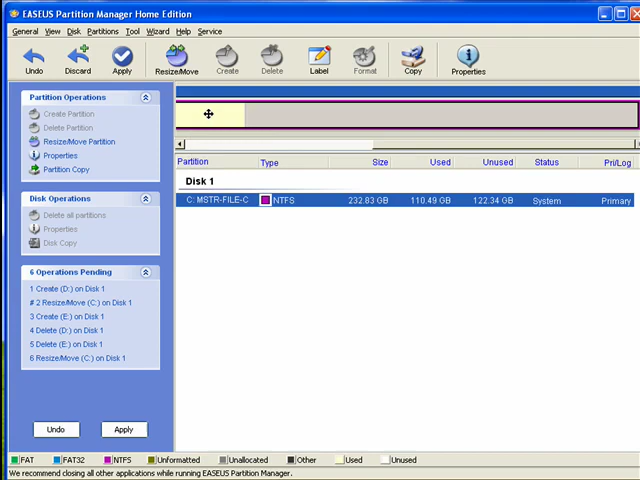 EASEUS Partition Manager Home Edition
General View Disk Partitions Tool Wizard Help Service
Undo Discard Apply Resize/Move Create Delete Label Format Copy Properties
Partition Operations
Create Partition
Delete Partition
Resize/Move Partition
Properties
Partition Copy
Disk Operations
Delete all partitions
Properties
Disk Copy
6 Operations Pending
1 Create (D:) on Disk 1
# 2 Resize/Move (C:) on Disk 1
3 Create (E:) on Disk 1
4 Delete (D:) on Disk 1
5 Delete (E:) on Disk 1
6 Resize/Move (C:) on Disk 1
Undo Apply
Partition Type Size Used Unused Status Pri/Log
Disk 1
C: MSTR-FILE-C NTFS 232.83 GB 110.49 GB 122.34 GB System Primary
FAT FAT32 NTFS Unformatted Unallocated Other Used Unused
We recommend closing all other applications while running EASEUS Partition Manager.